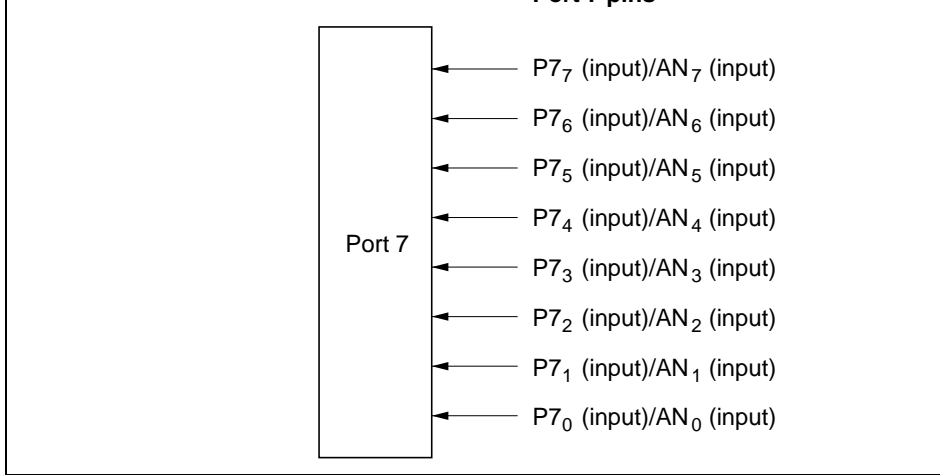 P7₇ (input)/AN₇ (input)
P7₆ (input)/AN₆ (input)
P7₅ (input)/AN₅ (input)
P7₄ (input)/AN₄ (input)
Port 7
P7₃ (input)/AN₃ (input)
P7₂ (input)/AN₂ (input)
P7₁ (input)/AN₁ (input)
P7₀ (input)/AN₀ (input)